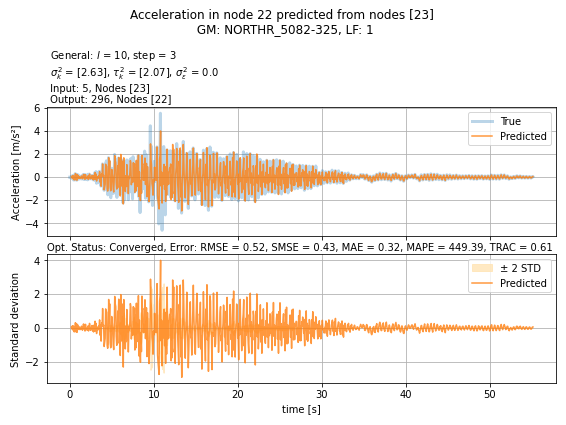 Acceleration in node 22 predicted from nodes [23]
GM: NORTHR_5082-325, LF: 1
General: l = 10, step = 3
σ²ₖ = [2.63], τ²ₖ = [2.07], σ²ε = 0.0
Input: 5, Nodes [23]
Output: 296, Nodes [22]
6
4
2
0
−2
−4
Acceleration [m/s²]
True
Predicted
Opt. Status: Converged, Error: RMSE = 0.52, SMSE = 0.43, MAE = 0.32, MAPE = 449.39, TRAC = 0.61
4
2
0
−2
Standard deviation
± 2 STD
Predicted
0 10 20 30 40 50
time [s]